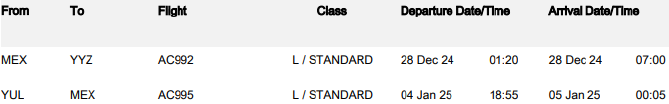 From To Flight Class Departure Date/Time Arrival Date/Time
MEX YYZ AC992 L / STANDARD 28 Dec 24 01:20 28 Dec 24 07:00
YUL MEX AC995 L / STANDARD 04 Jan 25 18:55 05 Jan 25 00:05